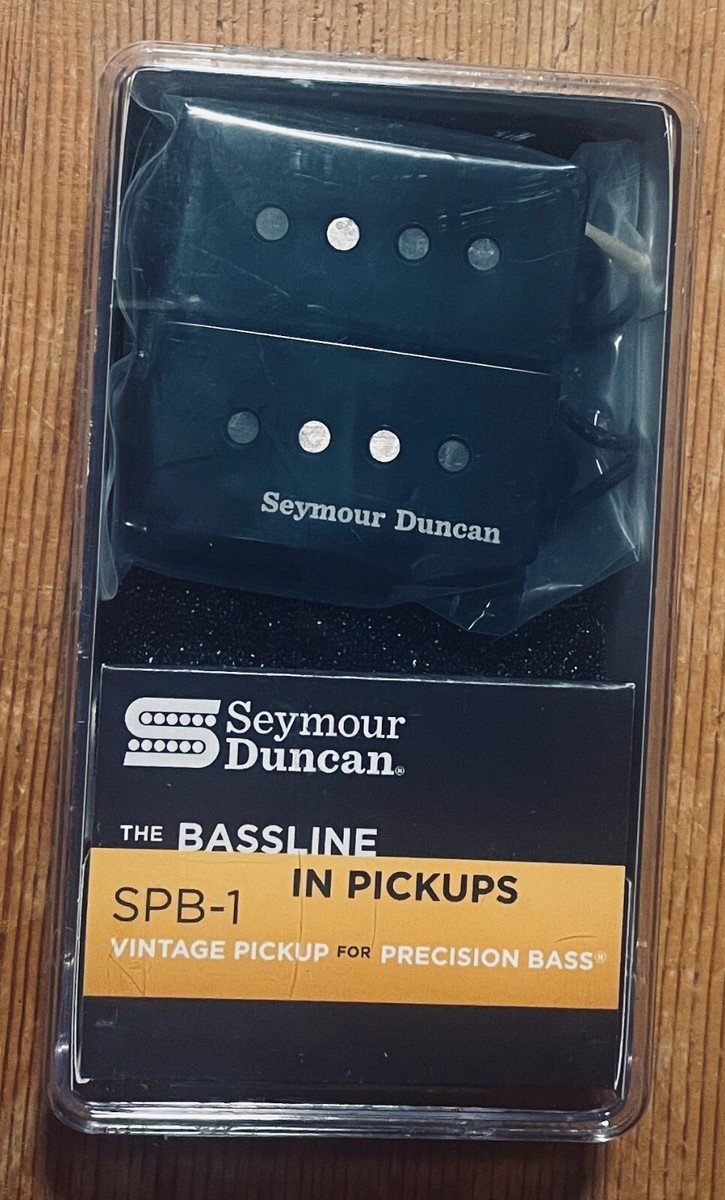 Seymour Duncan
Seymour
Duncan®
THE BASSLINE
IN PICKUPS
SPB-1
VINTAGE PICKUP FOR PRECISION BASS®